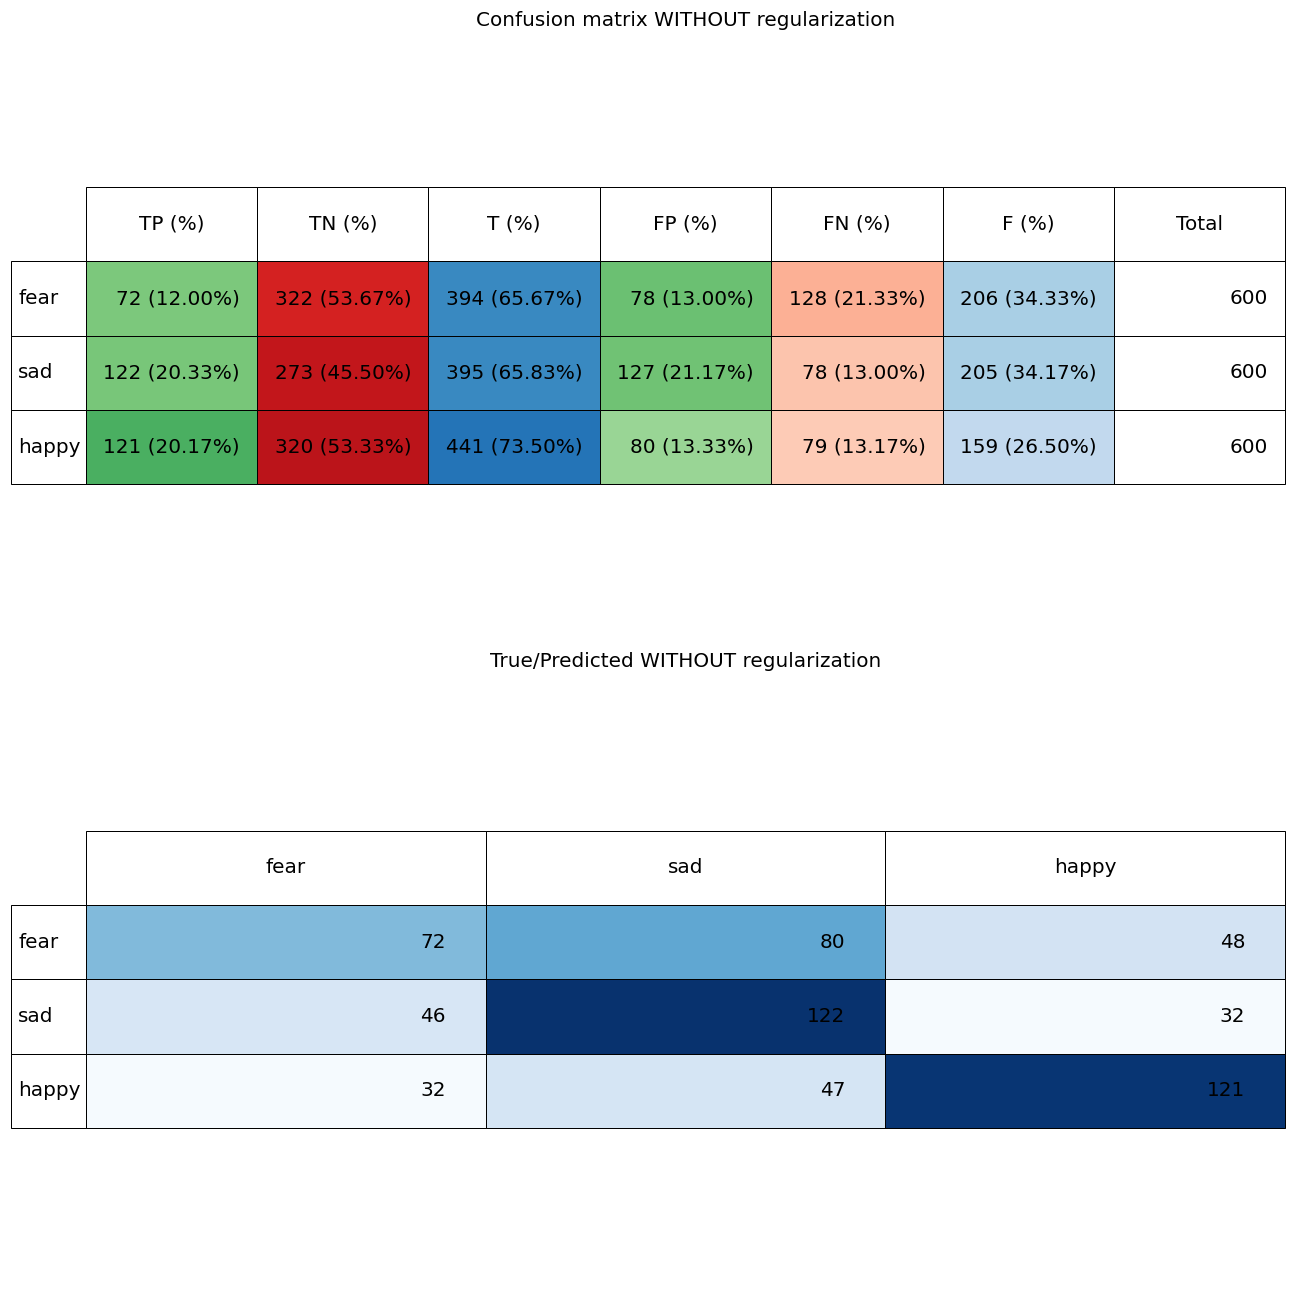 Confusion matrix WITHOUT regularization
TP (%) TN (%) T (%) FP (%) FN (%) F (%) Total
fear 72 (12.00%) 322 (53.67%) 394 (65.67%) 78 (13.00%) 128 (21.33%) 206 (34.33%) 600
sad 122 (20.33%) 273 (45.50%) 395 (65.83%) 127 (21.17%) 78 (13.00%) 205 (34.17%) 600
happy 121 (20.17%) 320 (53.33%) 441 (73.50%) 80 (13.33%) 79 (13.17%) 159 (26.50%) 600
True/Predicted WITHOUT regularization
fear sad happy
fear 72 80 48
sad 46 122 32
happy 32 47 121